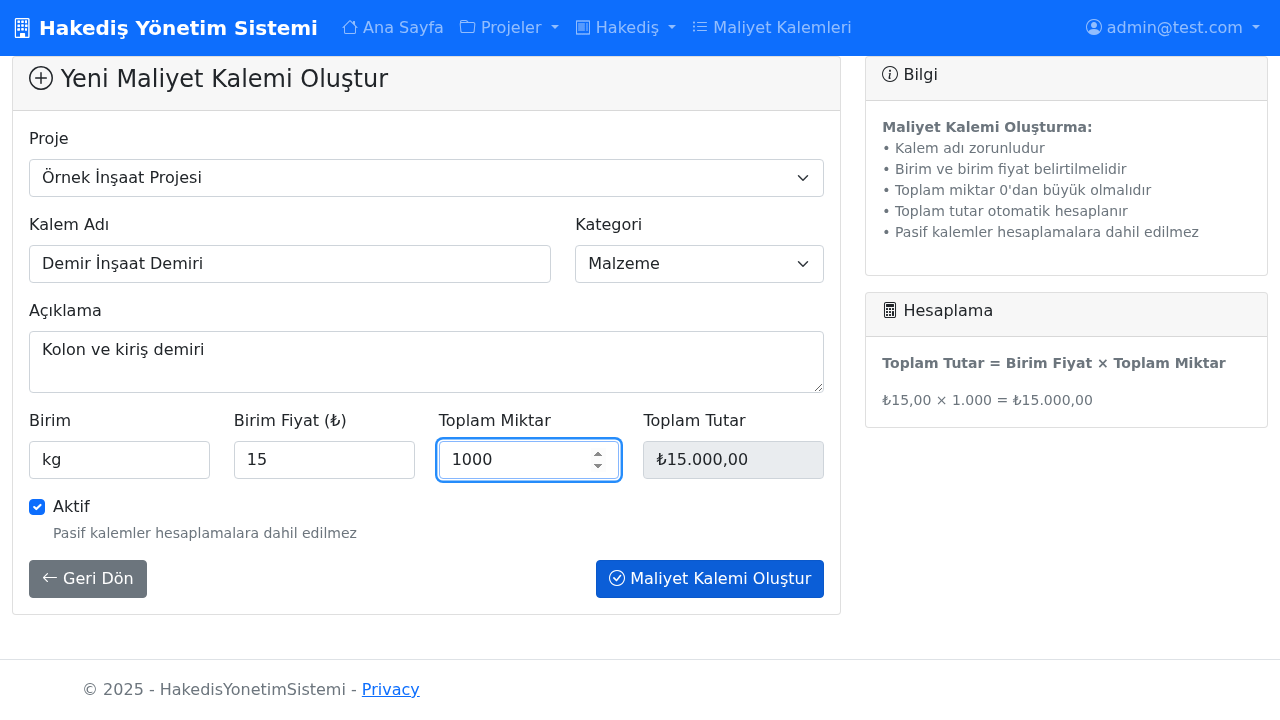 Hakediş Yönetim Sistemi
Ana Sayfa
Projeler
Hakediş
Maliyet Kalemleri
admin@test.com
Yeni Maliyet Kalemi Oluştur
Proje
Örnek İnşaat Projesi
Kalem Adı
Kategori
Demir İnşaat Demiri
Malzeme
Açıklama
Kolon ve kiriş demiri
Birim
Birim Fiyat (₺)
Toplam Miktar
Toplam Tutar
kg
15
1000
₺15.000,00
Aktif
Pasif kalemler hesaplamalara dahil edilmez
Geri Dön
Maliyet Kalemi Oluştur
Bilgi
Maliyet Kalemi Oluşturma:
• Kalem adı zorunludur
• Birim ve birim fiyat belirtilmelidir
• Toplam miktar 0'dan büyük olmalıdır
• Toplam tutar otomatik hesaplanır
• Pasif kalemler hesaplamalara dahil edilmez
Hesaplama
Toplam Tutar = Birim Fiyat × Toplam Miktar
₺15,00 × 1.000 = ₺15.000,00
© 2025 - HakedisYonetimSistemi - Privacy